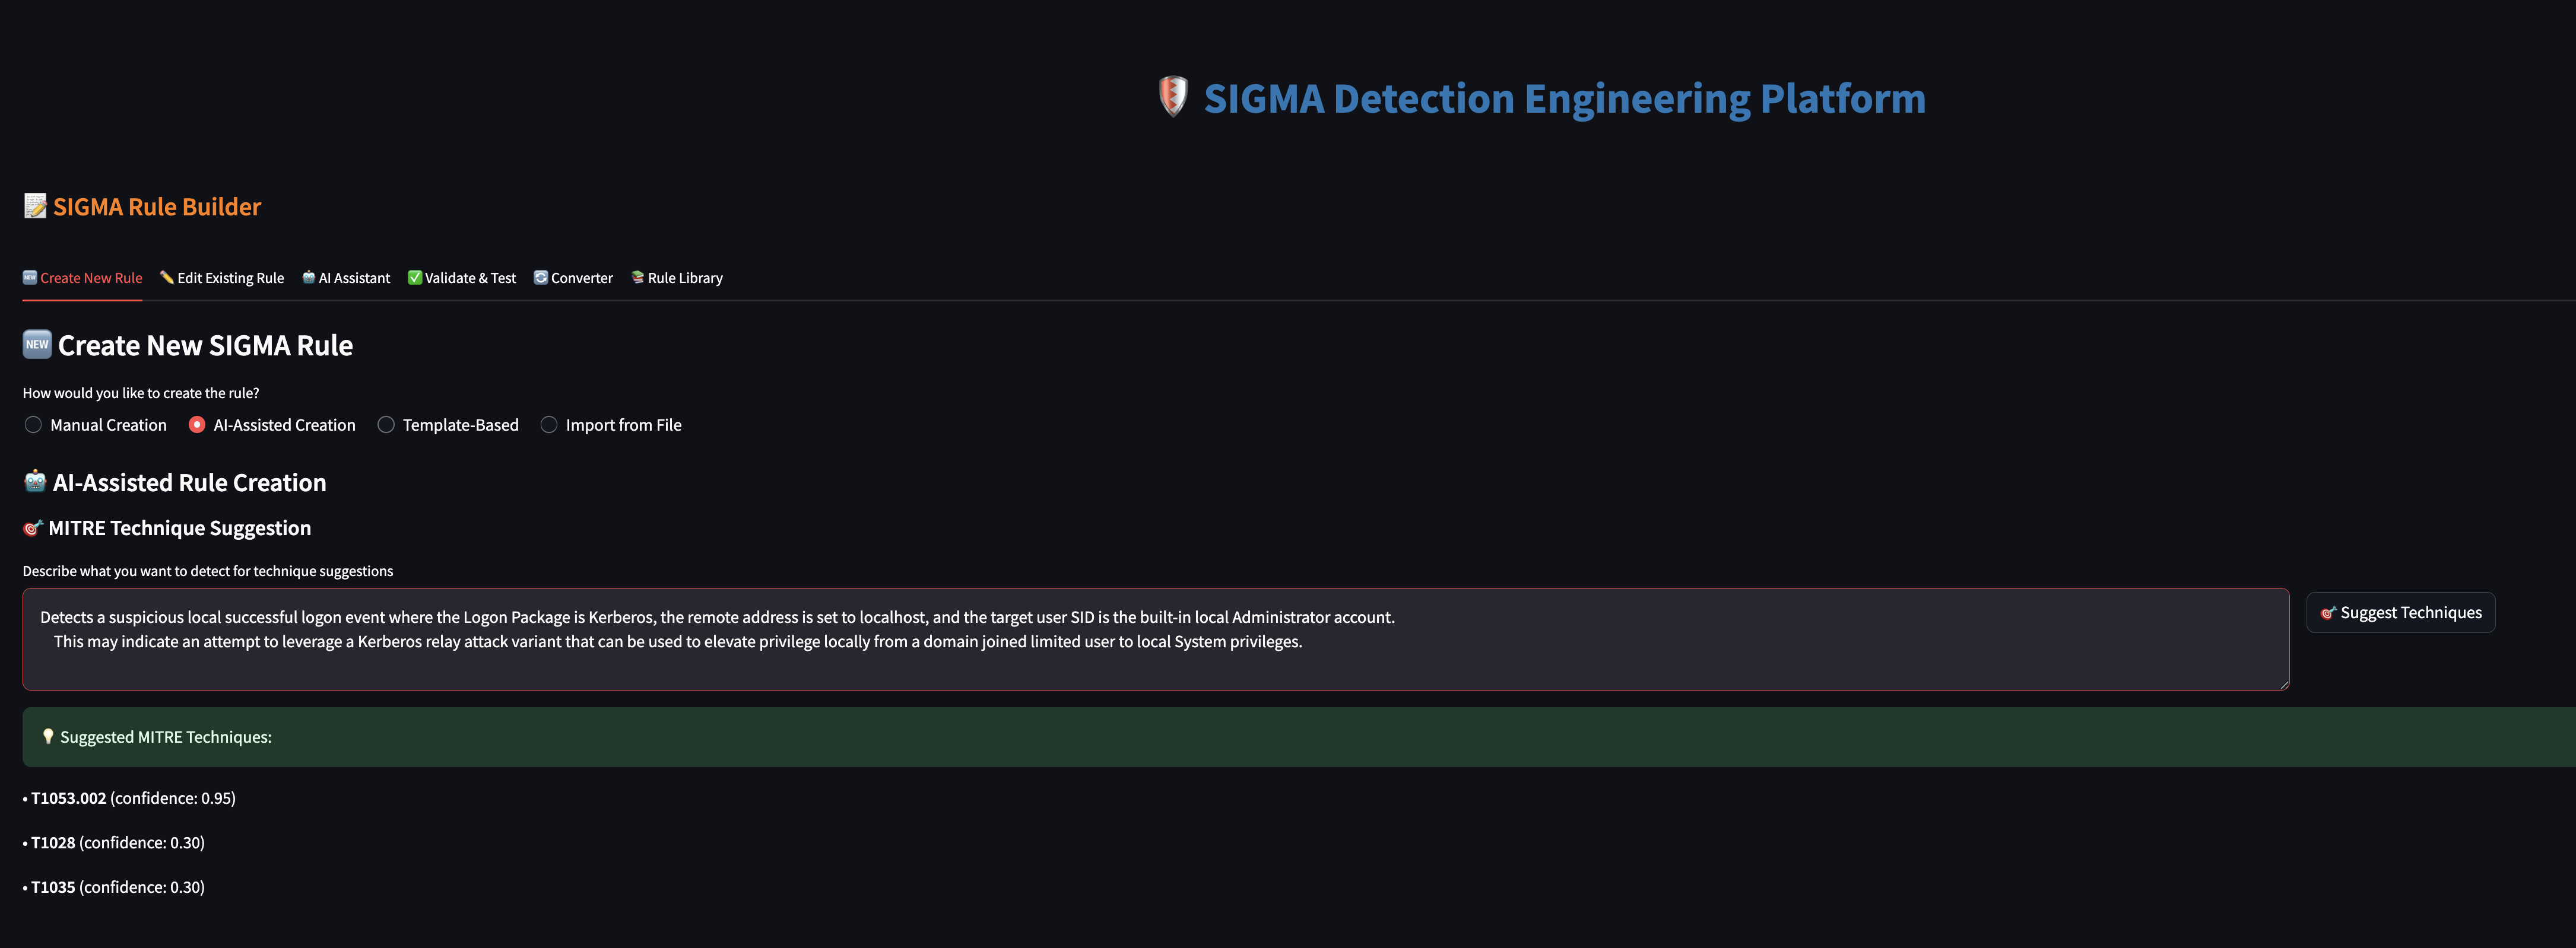 SIGMA Detection Engineering Platform
SIGMA Rule Builder
Create New Rule Edit Existing Rule AI Assistant Validate & Test Converter Rule Library
NEW Create New SIGMA Rule
How would you like to create the rule?
Manual Creation AI-Assisted Creation Template-Based Import from File
AI-Assisted Rule Creation
MITRE Technique Suggestion
Describe what you want to detect for technique suggestions
Detects a suspicious local successful logon event where the Logon Package is Kerberos, the remote address is set to localhost, and the target user SID is the built-in local Administrator account.
This may indicate an attempt to leverage a Kerberos relay attack variant that can be used to elevate privilege locally from a domain joined limited user to local System privileges.
Suggest Techniques
Suggested MITRE Techniques:
• T1053.002 (confidence: 0.95)
• T1028 (confidence: 0.30)
• T1035 (confidence: 0.30)